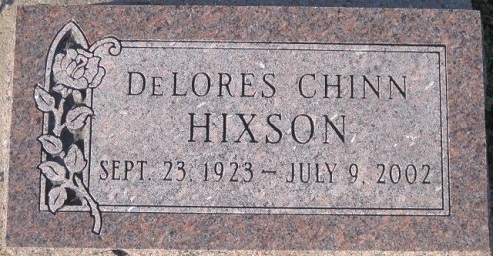 DeLORES CHINN
HIXSON
SEPT. 23, 1923 – JULY 9, 2002